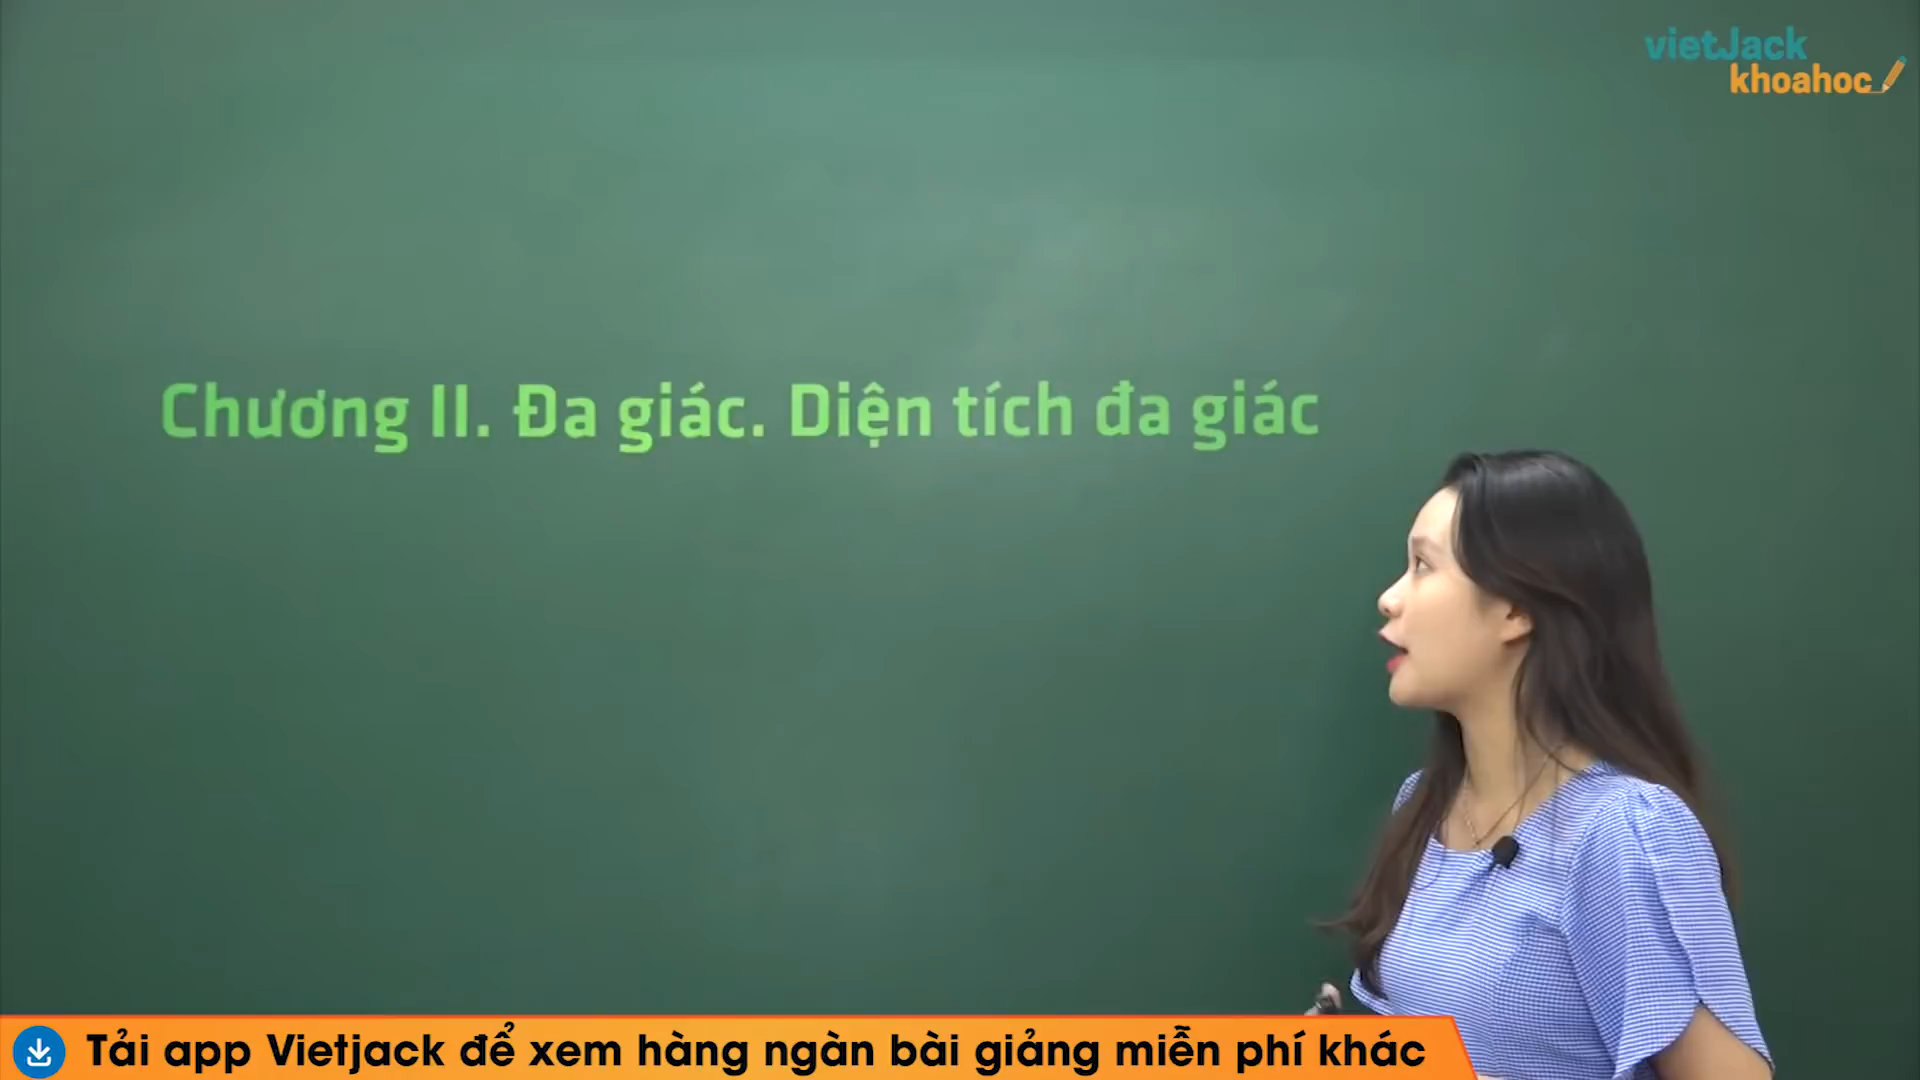 vietJack
khoahoc
Chương II. Đa giác. Diện tích đa giác
Tải app Vietjack để xem hàng ngàn bài giảng miễn phí khác